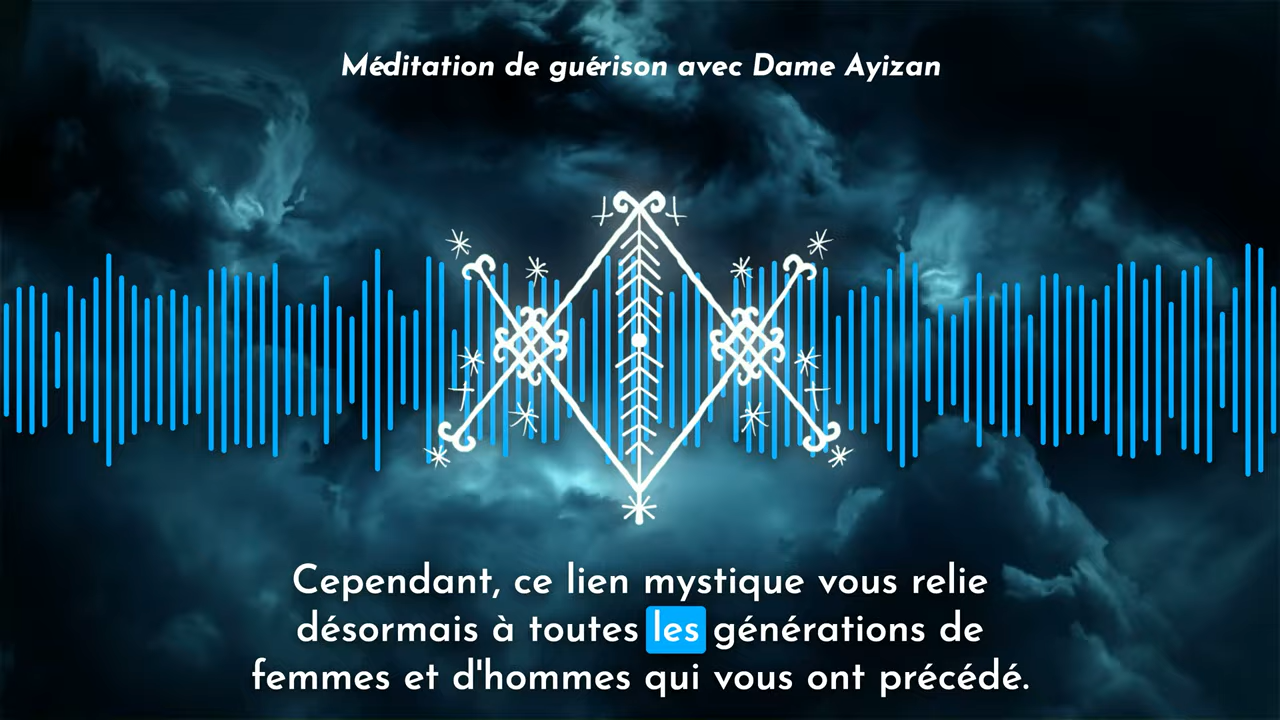 Méditation de guérison avec Dame Ayizan
Cependant, ce lien mystique vous relie
désormais à toutes les générations de
femmes et d'hommes qui vous ont précédé.